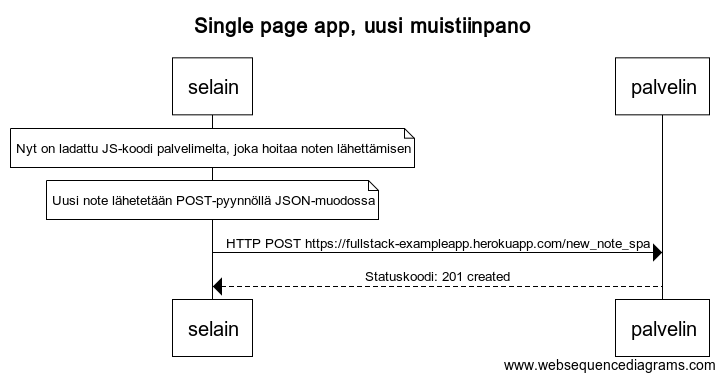 Single page app, uusi muistiinpano
selain
palvelin
Nyt on ladattu JS-koodi palvelimelta, joka hoitaa noten lähettämisen
Uusi note lähetetään POST-pyynnöllä JSON-muodossa
HTTP POST https://fullstack-exampleapp.herokuapp.com/new_note_spa
Statuskoodi: 201 created
selain
palvelin
www.websequencediagrams.com